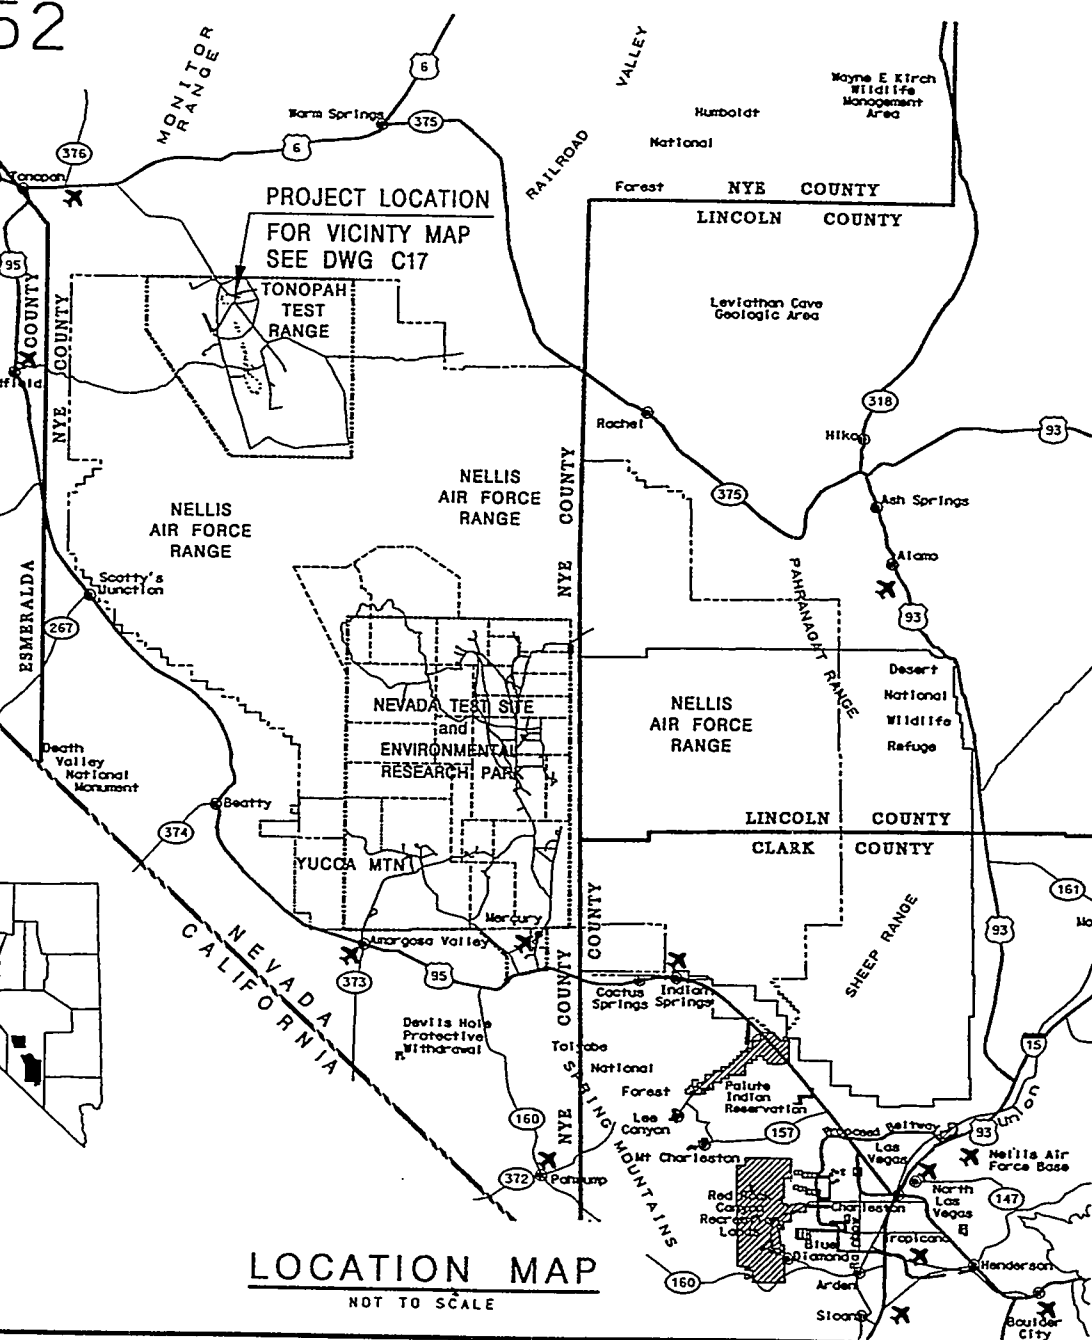 52
MONITOR
RANGE
6
VALLEY
Wayne E Kirch
Wildlife
Management
Area
Warm Springs
375
Humboldt
376
6
National
RAILROAD
Tonopah
Forest
NYE COUNTY
LINCOLN COUNTY
PROJECT LOCATION
FOR VICINTY MAP
SEE DWG C17
95
COUNTY
NYE COUNTY
TONOPAH
TEST
RANGE
Leviathan Cave
Geologic Area
tfield
318
Rachel
Hiko
93
NELLIS
AIR FORCE
RANGE
NELLIS
AIR FORCE
RANGE
NYE COUNTY
375
Ash Springs
Alamo
Scotty's
Junction
267
ESMERALDA
PAHRANAGAT RANGE
93
Desert
National
Wildlife
Refuge
NEVADA TEST SITE
and
ENVIRONMENTAL
RESEARCH PARK
NELLIS
AIR FORCE
RANGE
Death
Valley
National
Monument
Beatty
374
LINCOLN COUNTY
CLARK COUNTY
YUCCA MTN
161
Mercury
COUNTY
SHEEP RANGE
93
NEVADA
CALIFORNIA
Amargosa Valley
95
373
NYE COUNTY
Cactus
Springs
Indian
Springs
Devils Hole
Protective
Withdrawal
Toiyabe
National
Forest
15
Paiute
Indian
Reservation
Union
SPRING MOUNTAINS
Lee
Canyon
160
157
Proposed Beltway
93
Las
Vegas
Nellis Air
Force Base
Mt Charleston
372
Pahrump
Red
Charleston
North
Las
Vegas
147
Tropicana
Blue
Diamond
160
Arden
Henderson
Sloan
Boulder
City
LOCATION MAP
NOT TO SCALE